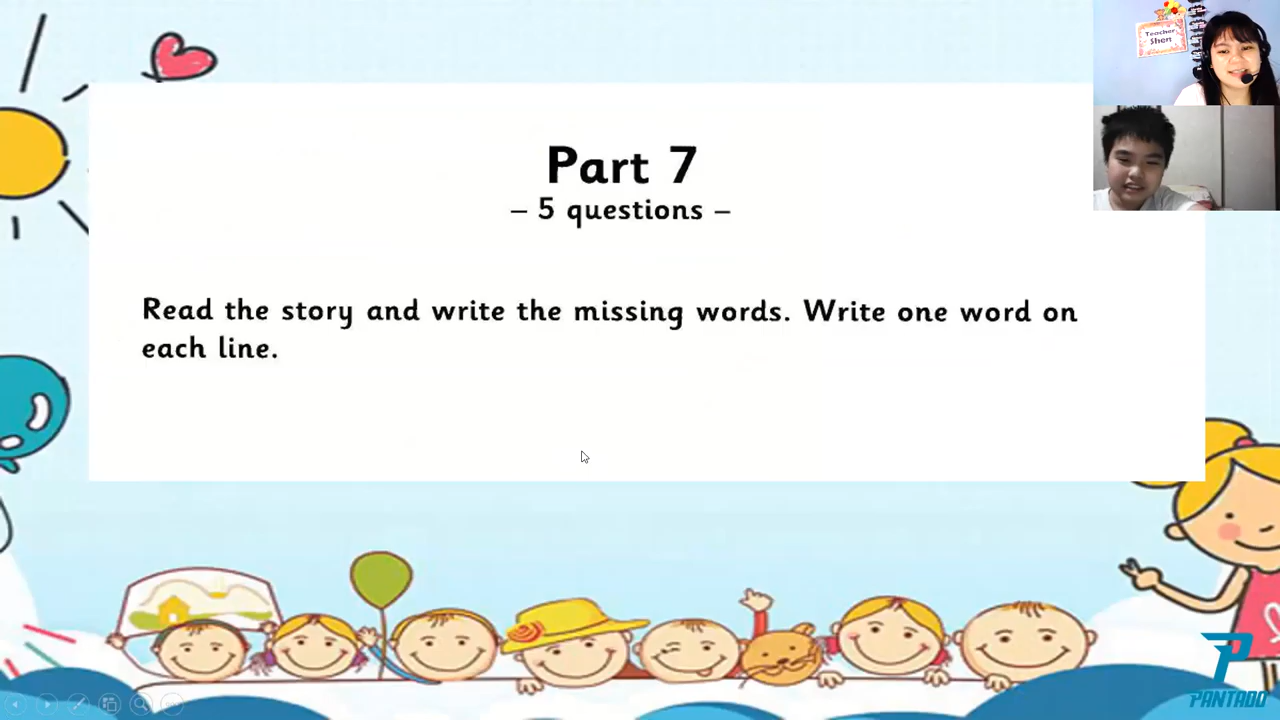 Part 7
– 5 questions –
Read the story and write the missing words. Write one word on
each line.
Teacher
Shen
PANTADO